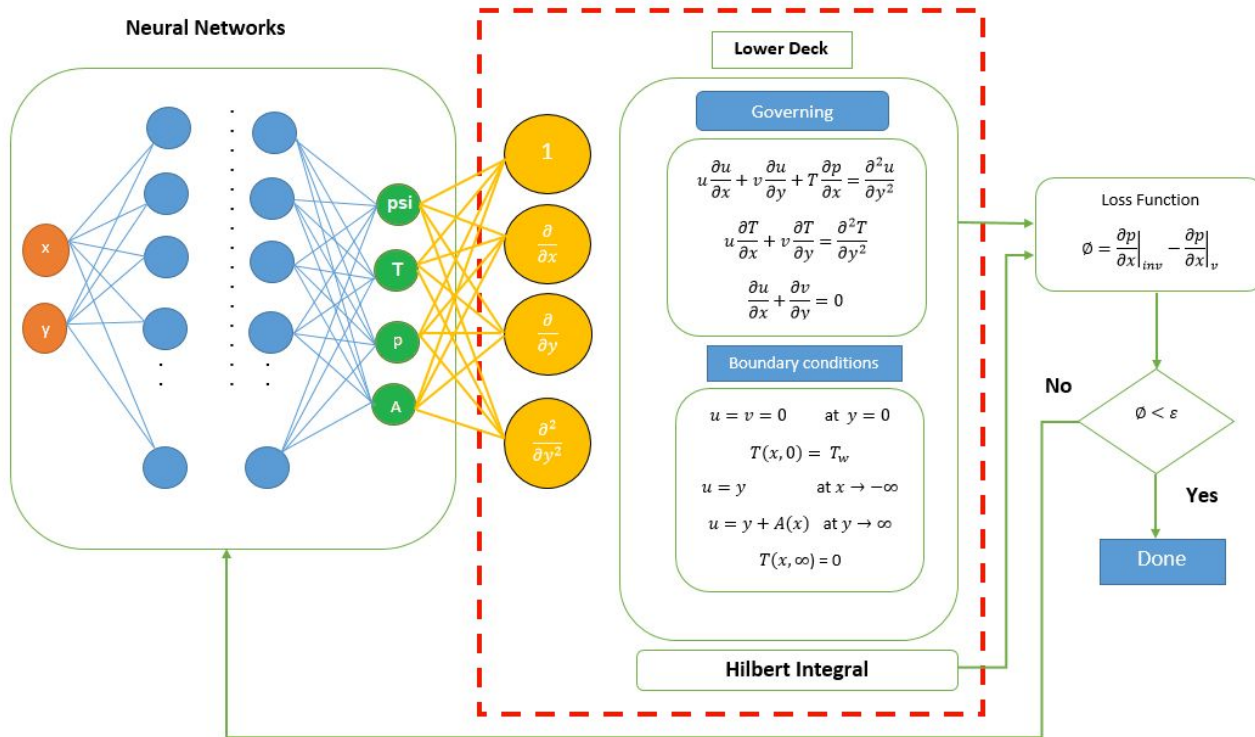 Neural Networks
x
y
psi
T
p
A
1
∂/∂x
∂/∂y
∂²/∂y²
Lower Deck
Governing
u ∂u/∂x + v ∂u/∂y + T ∂p/∂x = ∂²u/∂y²
u ∂T/∂x + v ∂T/∂y = ∂²T/∂y²
∂u/∂x + ∂v/∂y = 0
Boundary conditions
u = v = 0 at y = 0
T(x, 0) = T_w
u = y at x → −∞
u = y + A(x) at y → ∞
T(x, ∞) = 0
Hilbert Integral
Loss Function
∅ = ∂p/∂x|_inv − ∂p/∂x|_v
No
∅ < ε
Yes
Done